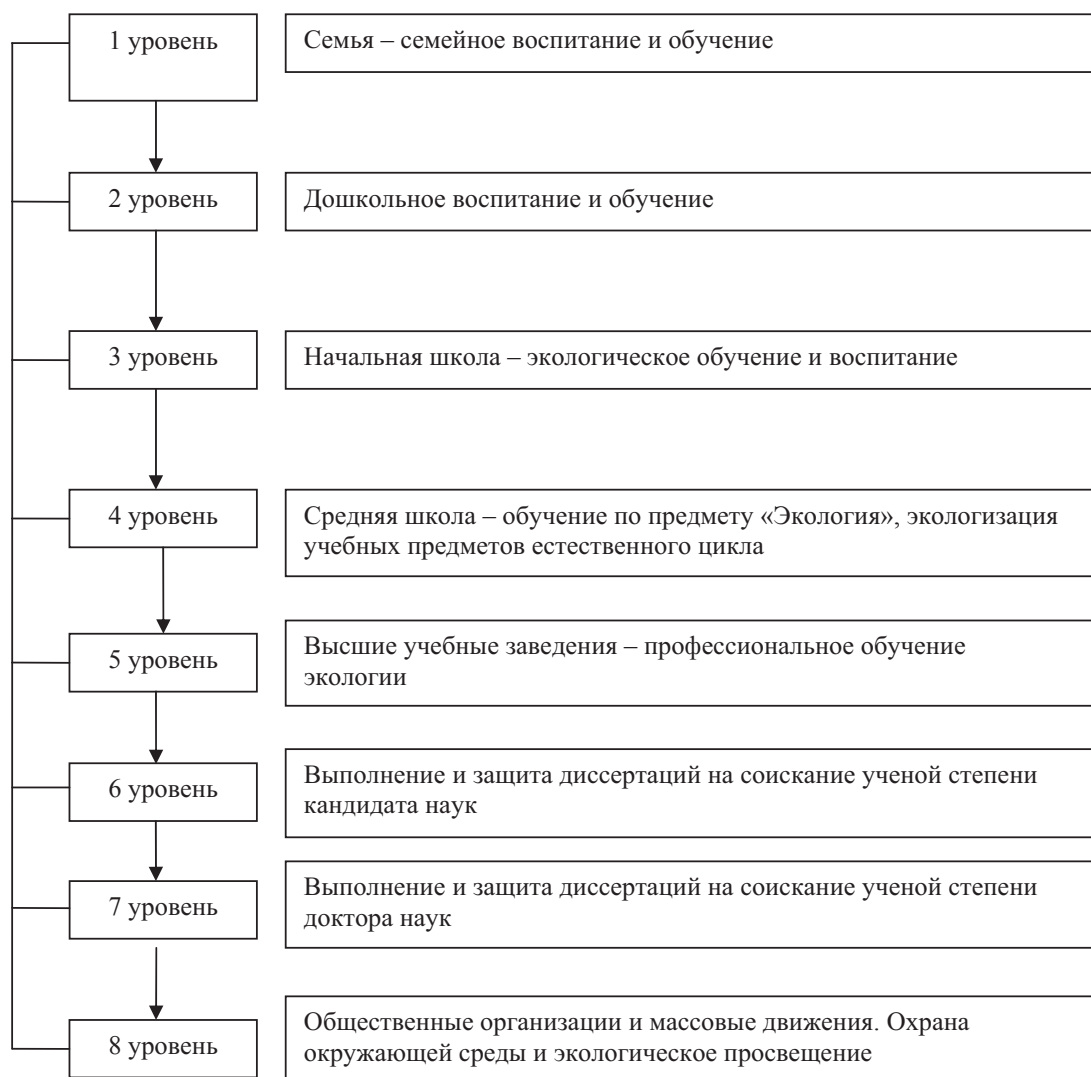 1 уровень
Семья – семейное воспитание и обучение
2 уровень
Дошкольное воспитание и обучение
3 уровень
Начальная школа – экологическое обучение и воспитание
4 уровень
Средняя школа – обучение по предмету «Экология», экологизация
учебных предметов естественного цикла
5 уровень
Высшие учебные заведения – профессиональное обучение
экологии
6 уровень
Выполнение и защита диссертаций на соискание ученой степени
кандидата наук
7 уровень
Выполнение и защита диссертаций на соискание ученой степени
доктора наук
8 уровень
Общественные организации и массовые движения. Охрана
окружающей среды и экологическое просвещение